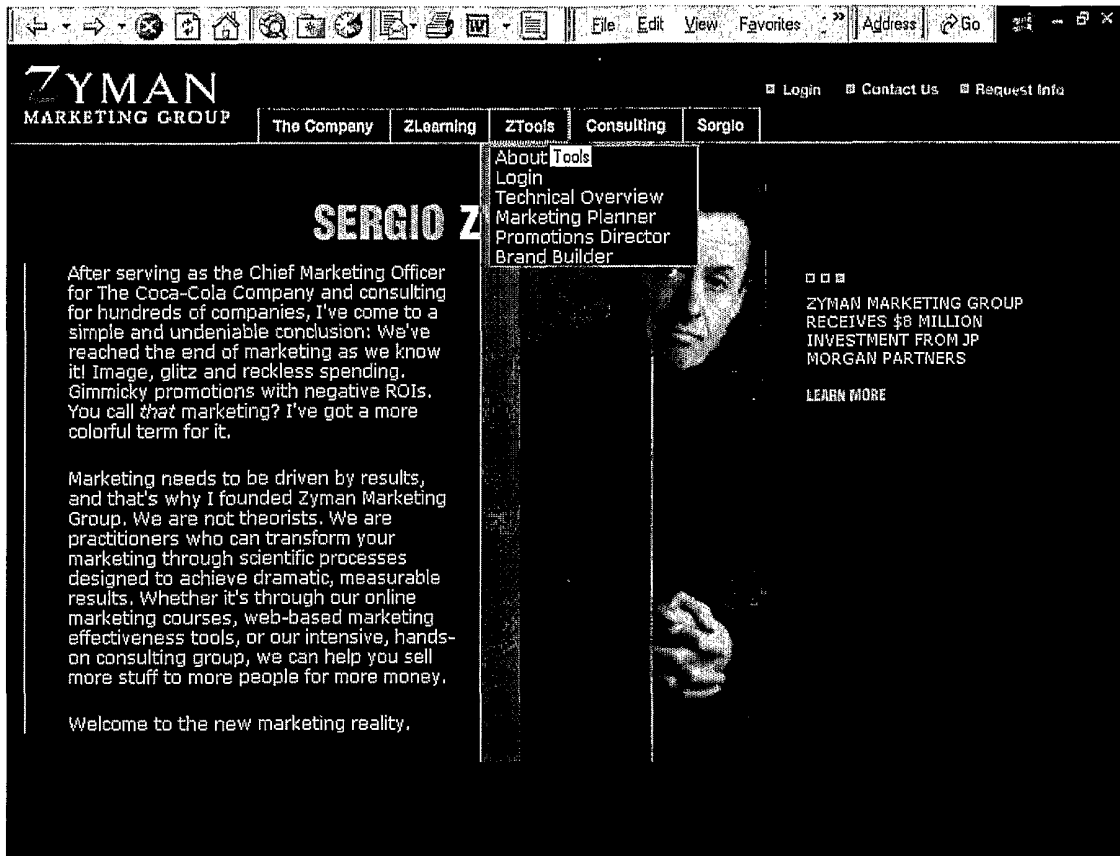 File Edit View Favorites » Address Go
ZYMAN
MARKETING GROUP
Login Contact Us Request Info
The Company ZLearning ZTools Consulting Sergio
About Tools
Login
Technical Overview
Marketing Planner
Promotions Director
Brand Builder
SERGIO Z
After serving as the Chief Marketing Officer
for The Coca-Cola Company and consulting
for hundreds of companies, I've come to a
simple and undeniable conclusion: We've
reached the end of marketing as we know
it! Image, glitz and reckless spending.
Gimmicky promotions with negative ROIs.
You call that marketing? I've got a more
colorful term for it.
Marketing needs to be driven by results,
and that's why I founded Zyman Marketing
Group. We are not theorists. We are
practitioners who can transform your
marketing through scientific processes
designed to achieve dramatic, measurable
results. Whether it's through our online
marketing courses, web-based marketing
effectiveness tools, or our intensive, hands-
on consulting group, we can help you sell
more stuff to more people for more money.
Welcome to the new marketing reality.
ZYMAN MARKETING GROUP
RECEIVES $8 MILLION
INVESTMENT FROM JP
MORGAN PARTNERS
LEARN MORE